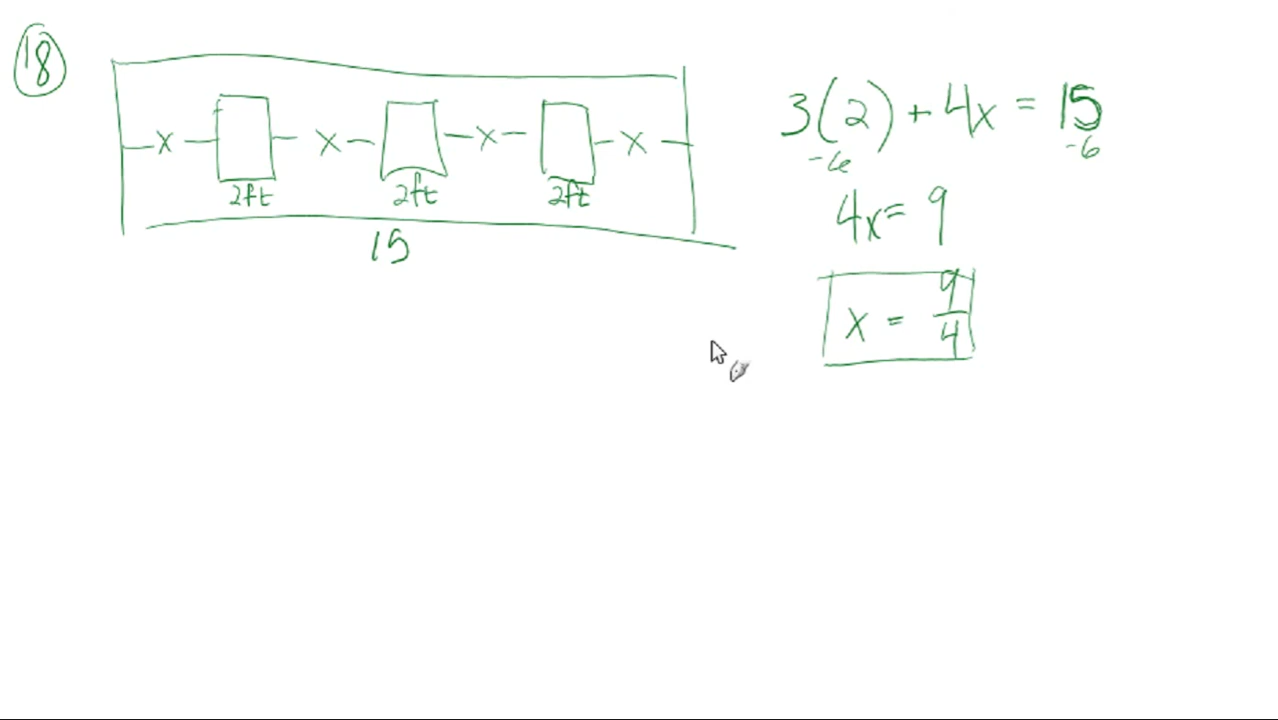 18
x x x x
2ft 2ft 2ft
15
3(2) + 4x = 15
-6 -6
4x = 9
x = 9/4